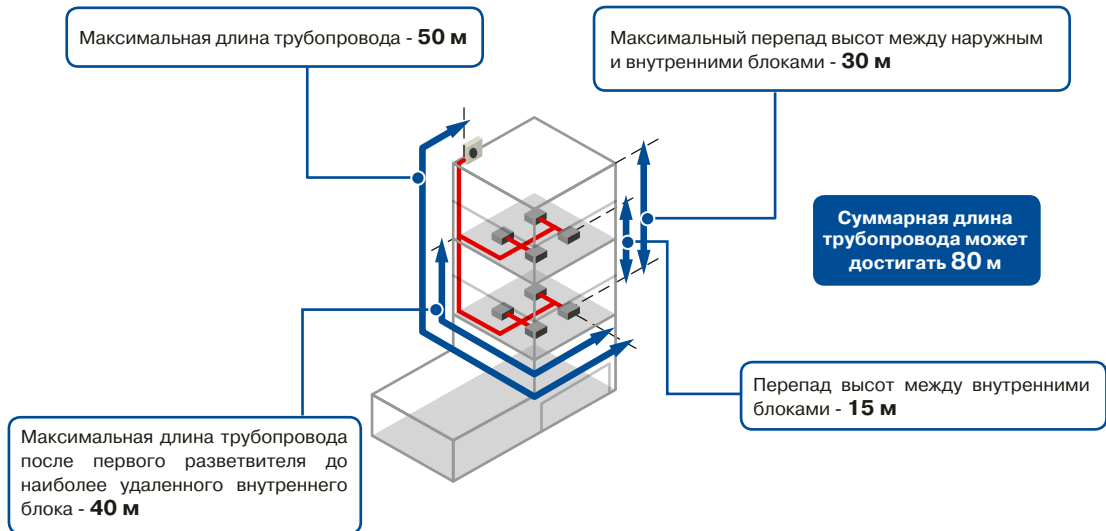 Максимальная длина трубопровода - 50 м
Максимальный перепад высот между наружным
и внутренними блоками - 30 м
Суммарная длина
трубопровода может
достигать 80 м
Перепад высот между внутренними
блоками - 15 м
Максимальная длина трубопровода
после первого разветвителя до
наиболее удаленного внутреннего
блока - 40 м